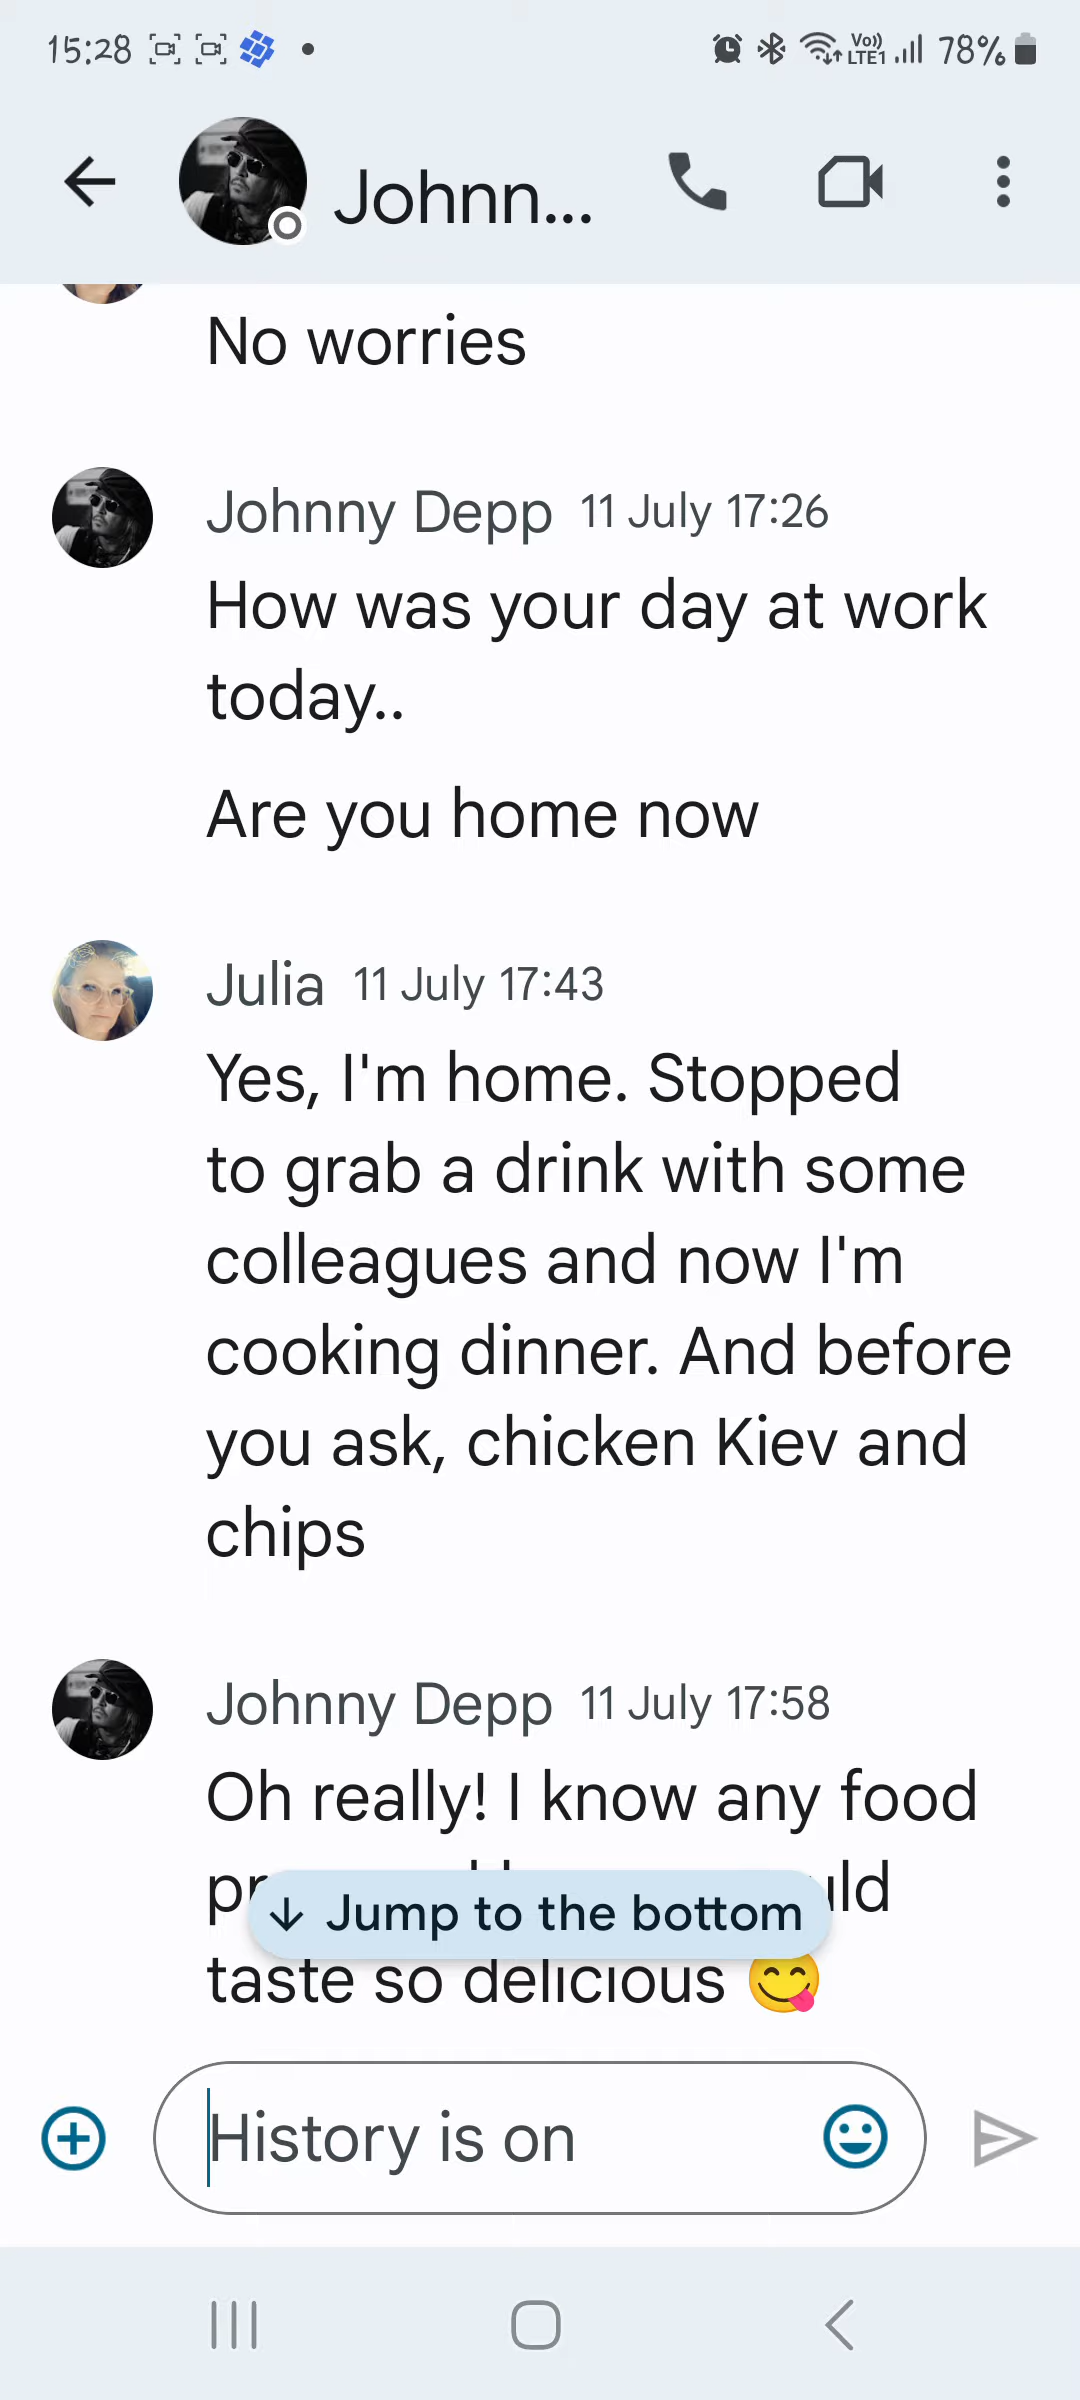 15:28
Vo)) LTE1 78%
Johnn...
No worries
Johnny Depp 11 July 17:26
How was your day at work
today..
Are you home now
Julia 11 July 17:43
Yes, I'm home. Stopped
to grab a drink with some
colleagues and now I'm
cooking dinner. And before
you ask, chicken Kiev and
chips
Johnny Depp 11 July 17:58
Oh really! I know any food
Jump to the bottom
taste so delicious 😋
History is on